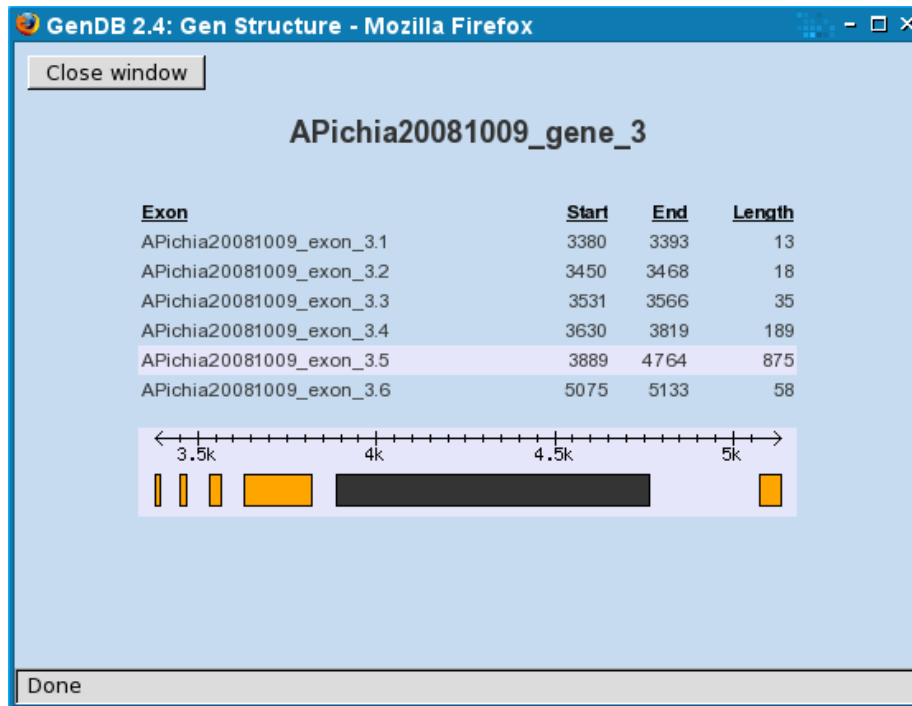 GenDB 2.4: Gen Structure - Mozilla Firefox
Close window
APichia20081009_gene_3
Exon Start End Length
APichia20081009_exon_3.1 3380 3393 13
APichia20081009_exon_3.2 3450 3468 18
APichia20081009_exon_3.3 3531 3566 35
APichia20081009_exon_3.4 3630 3819 189
APichia20081009_exon_3.5 3889 4764 875
APichia20081009_exon_3.6 5075 5133 58
3.5k 4k 4.5k 5k
Done